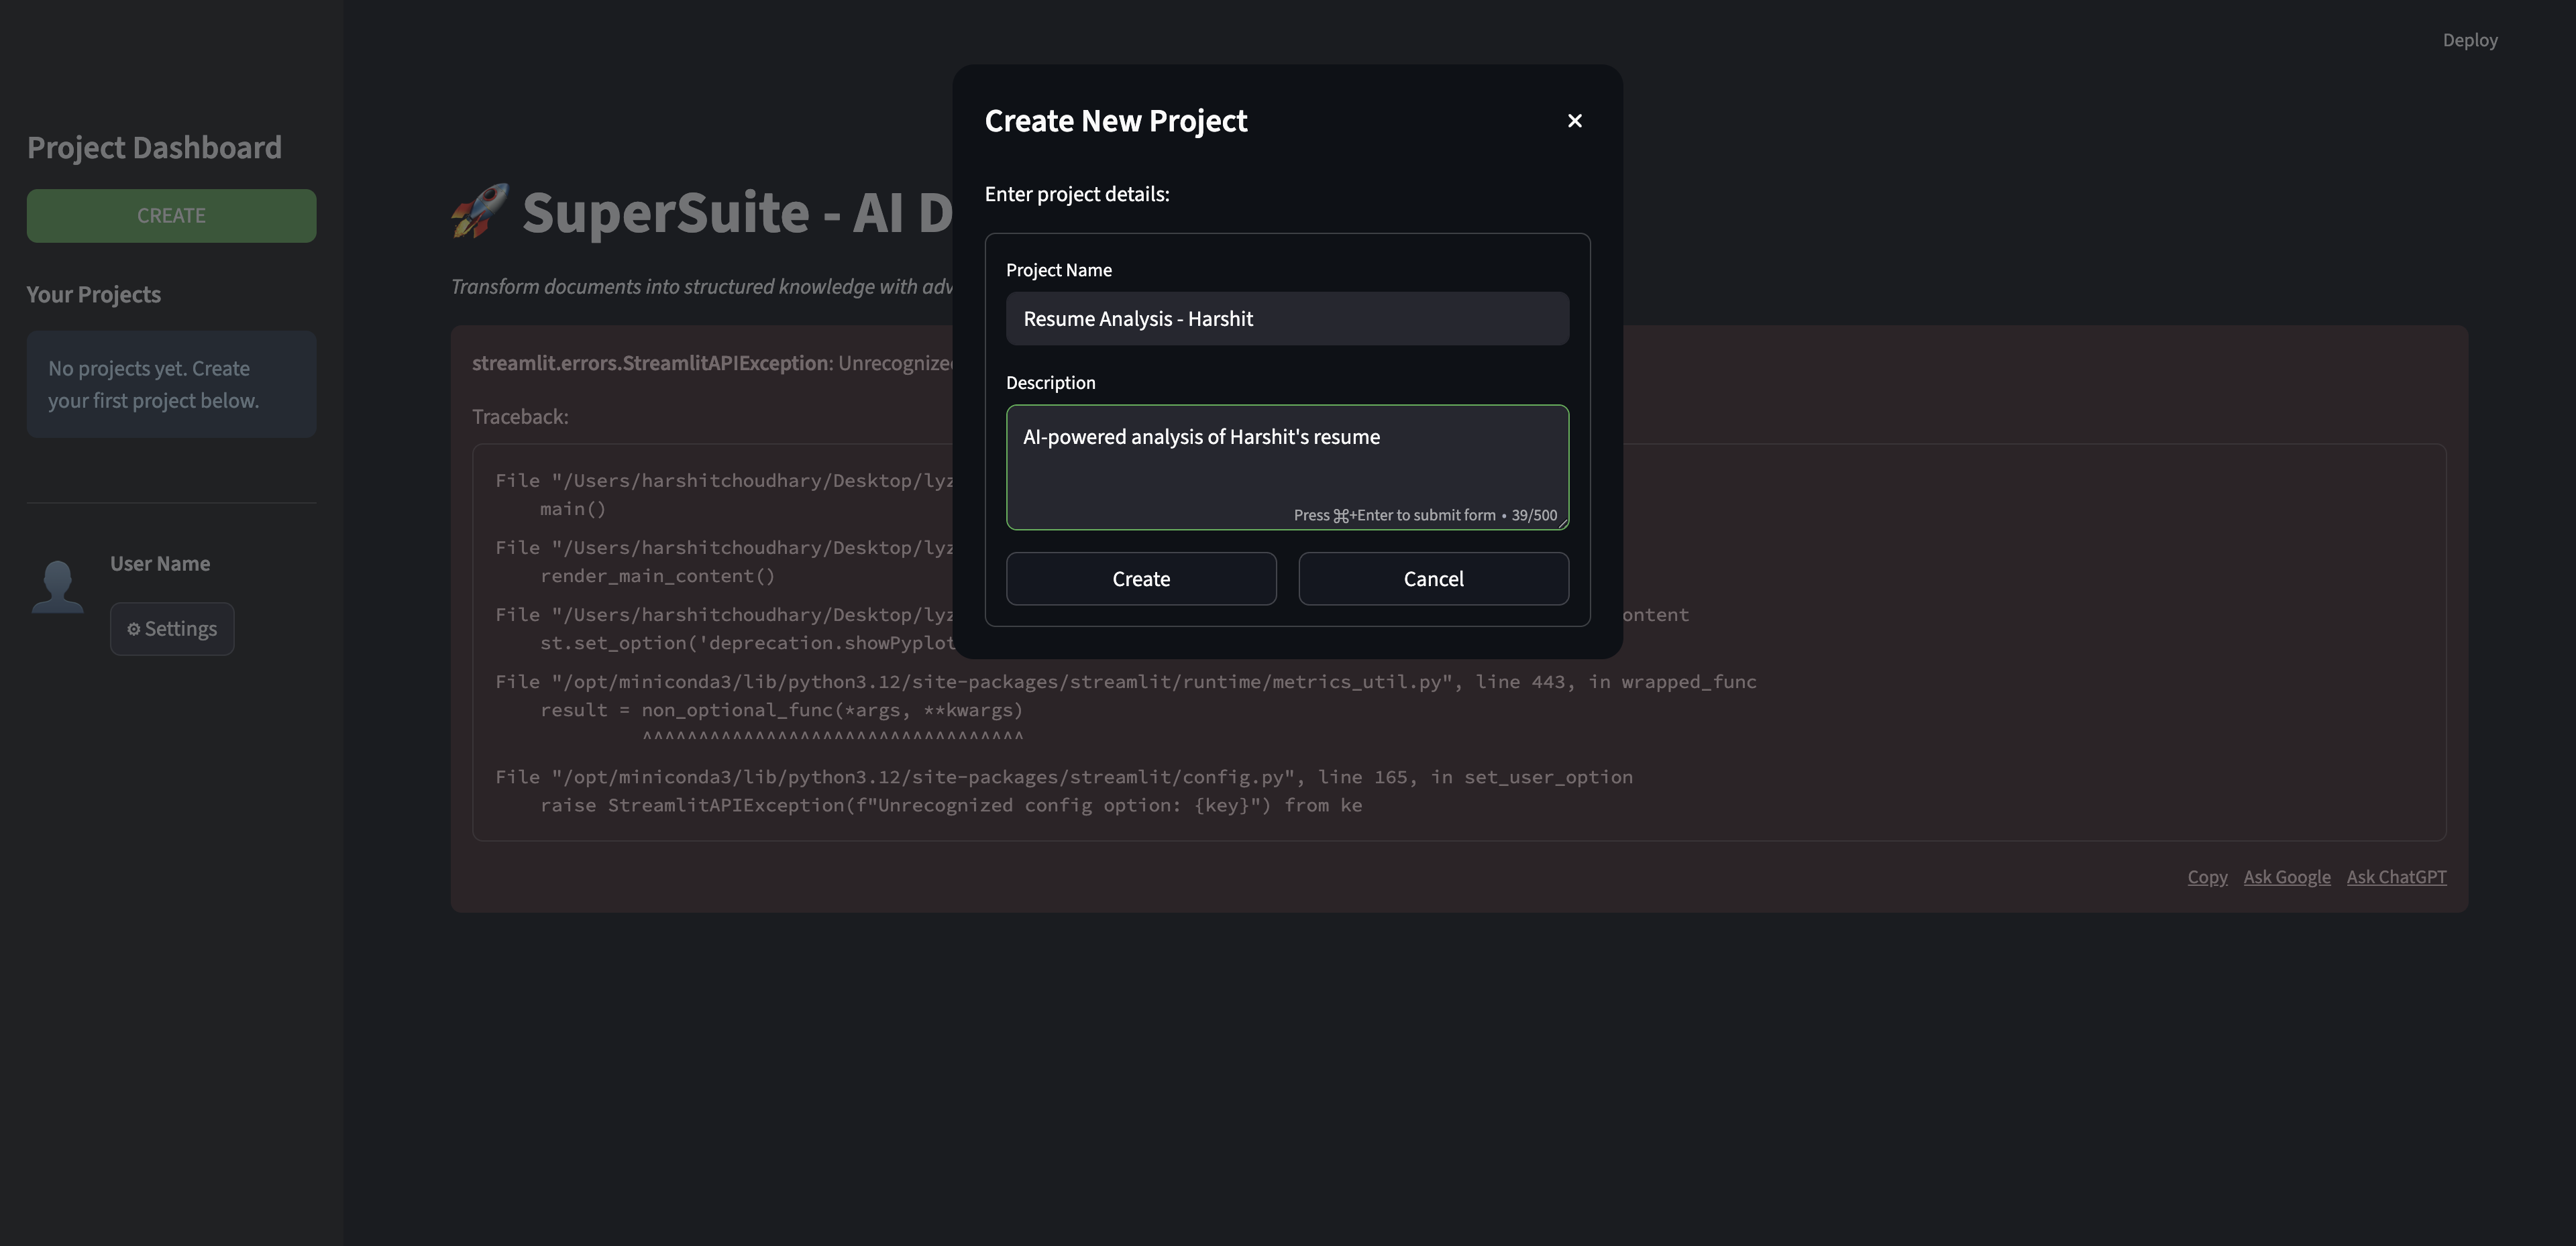 Deploy
Project Dashboard
CREATE
Your Projects
No projects yet. Create
your first project below.
User Name
⚙ Settings
🚀 SuperSuite - AI D
Transform documents into structured knowledge with adv
streamlit.errors.StreamlitAPIException: Unrecognized
Traceback:
File "/Users/harshitchoudhary/Desktop/lyz
main()
File "/Users/harshitchoudhary/Desktop/lyz
render_main_content()
File "/Users/harshitchoudhary/Desktop/lyz ontent
st.set_option('deprecation.showPyplot
File "/opt/miniconda3/lib/python3.12/site-packages/streamlit/runtime/metrics_util.py", line 443, in wrapped_func
result = non_optional_func(*args, **kwargs)
^^^^^^^^^^^^^^^^^^^^^^^^^^^^^^^^^^
File "/opt/miniconda3/lib/python3.12/site-packages/streamlit/config.py", line 165, in set_user_option
raise StreamlitAPIException(f"Unrecognized config option: {key}") from ke
Copy Ask Google Ask ChatGPT
Create New Project
Enter project details:
Project Name
Resume Analysis - Harshit
Description
AI-powered analysis of Harshit's resume
Press ⌘+Enter to submit form • 39/500
Create Cancel